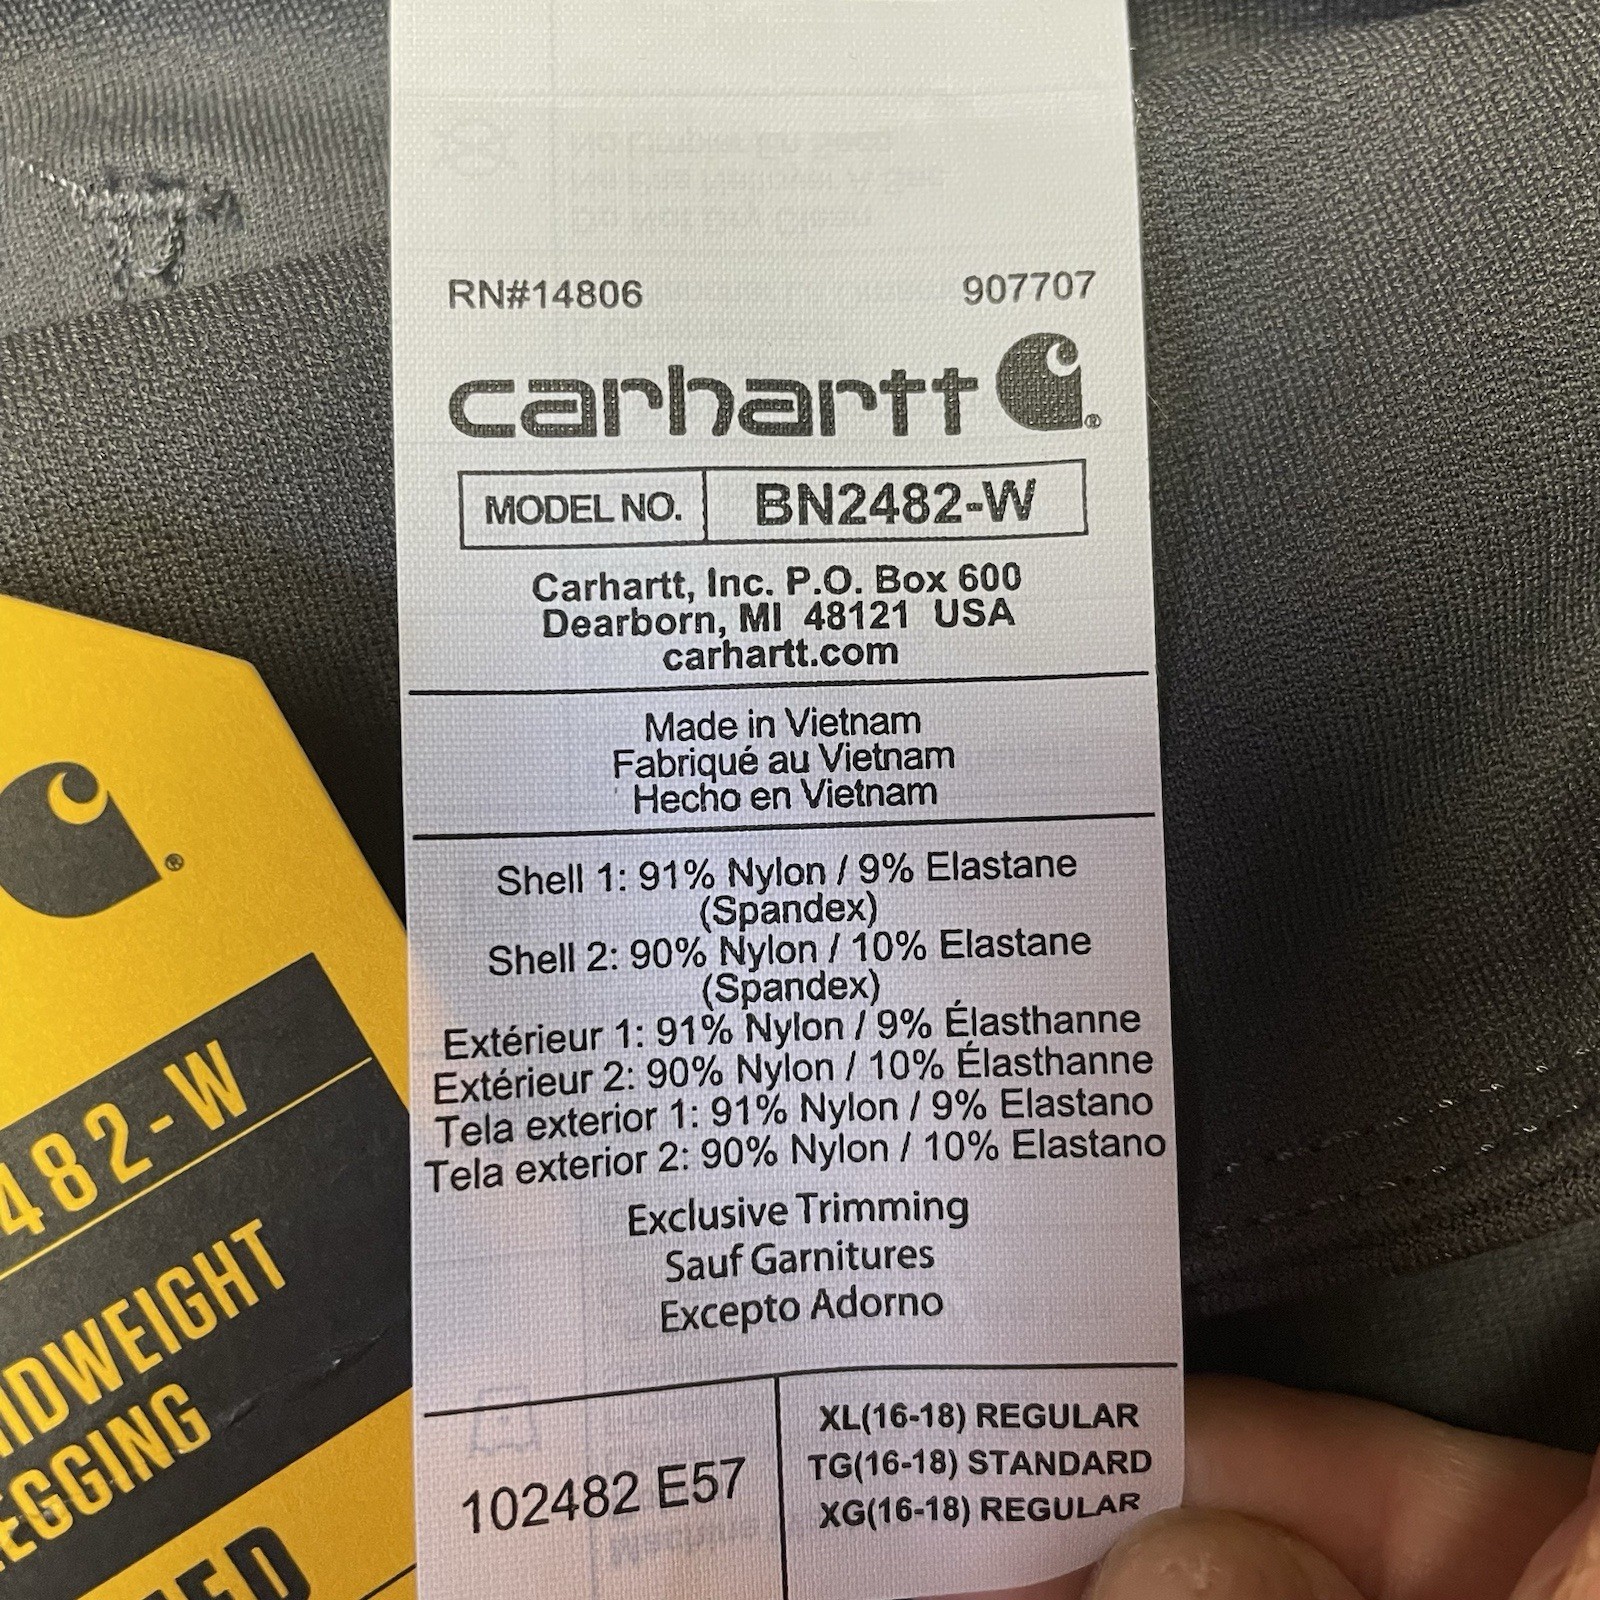 RN#14806 907707
carhartt ®
MODEL NO. BN2482-W
Carhartt, Inc. P.O. Box 600
Dearborn, MI 48121 USA
carhartt.com
Made in Vietnam
Fabriqué au Vietnam
Hecho en Vietnam
Shell 1: 91% Nylon / 9% Elastane
(Spandex)
Shell 2: 90% Nylon / 10% Elastane
(Spandex)
Extérieur 1: 91% Nylon / 9% Élasthanne
Extérieur 2: 90% Nylon / 10% Élasthanne
Tela exterior 1: 91% Nylon / 9% Elastano
Tela exterior 2: 90% Nylon / 10% Elastano
Exclusive Trimming
Sauf Garnitures
Excepto Adorno
102482 E57
XL(16-18) REGULAR
TG(16-18) STANDARD
XG(16-18) REGULAR
®
482-W
IDWEIGHT
EGGING